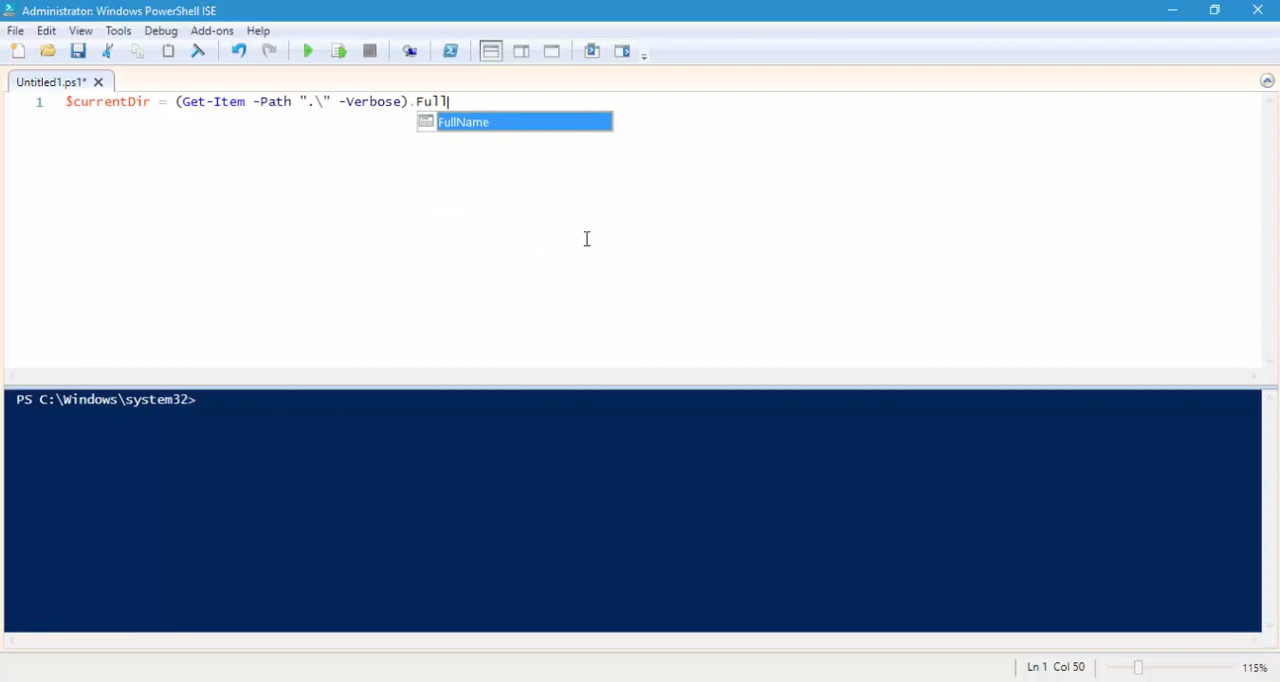 Administrator: Windows PowerShell ISE
File Edit View Tools Debug Add-ons Help
Untitled1.ps1*
1 $currentDir = (Get-Item -Path ".\" -Verbose).Full
FullName
PS C:\Windows\system32>
Ln 1 Col 50 115%